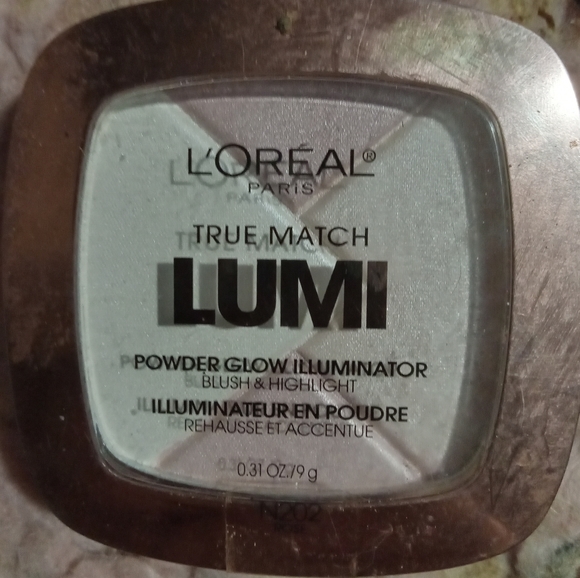 L'ORÉAL®
PARIS
TRUE MATCH
LUMI
POWDER GLOW ILLUMINATOR
BLUSH & HIGHLIGHT
ILLUMINATEUR EN POUDRE
REHAUSSE ET ACCENTUE
0.31 OZ./9 g
N202